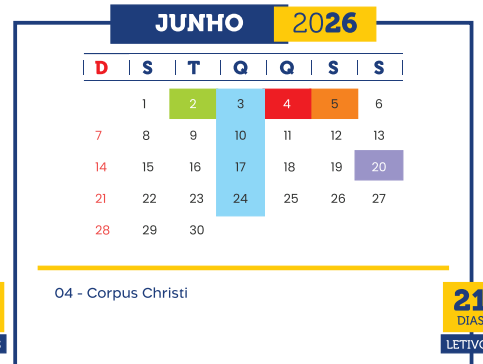 JUNHO 2026
D S T Q Q S S
1 2 3 4 5 6
7 8 9 10 11 12 13
14 15 16 17 18 19 20
21 22 23 24 25 26 27
28 29 30
04 - Corpus Christi
21
DIAS